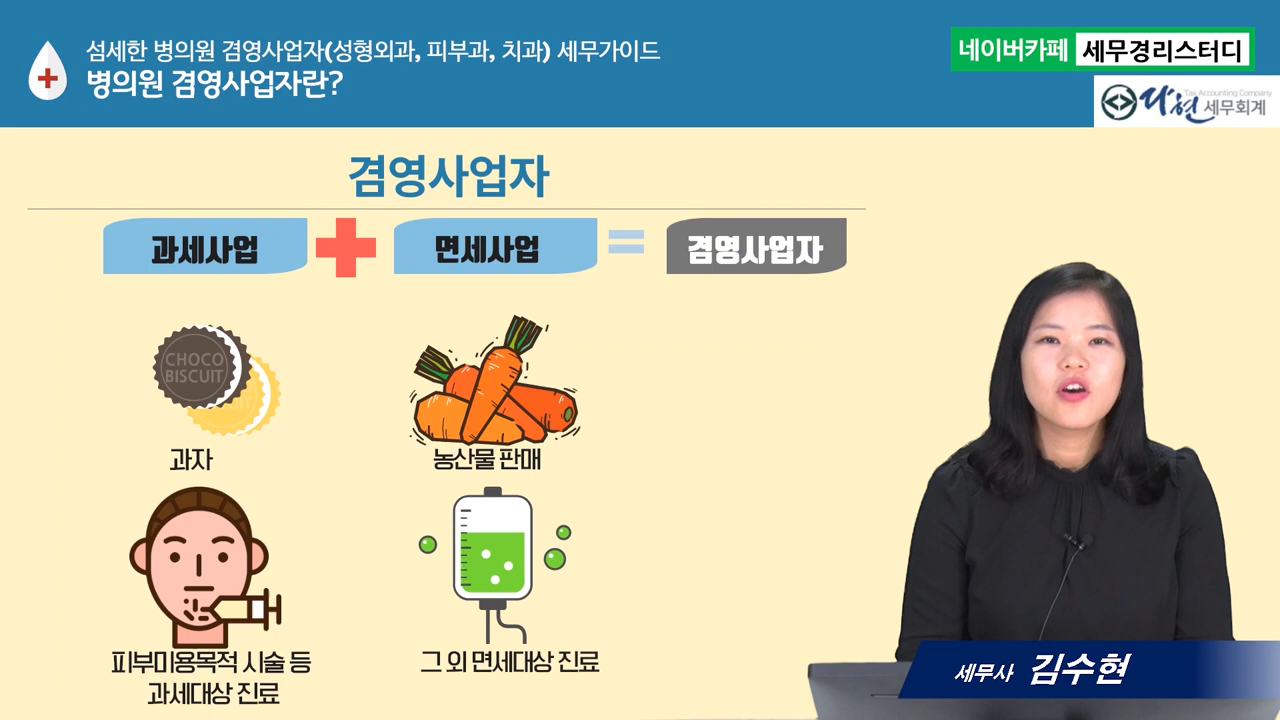 섬세한 병의원 겸영사업자(성형외과, 피부과, 치과) 세무가이드
병의원 겸영사업자란?
네이버카페 세무경리스터디
Tax Accounting Company
다현 세무회계
겸영사업자
과세사업 + 면세사업 = 겸영사업자
CHOCO
BISCUIT
과자
농산물 판매
피부미용목적 시술 등
과세대상 진료
그 외 면세대상 진료
세무사 김수현